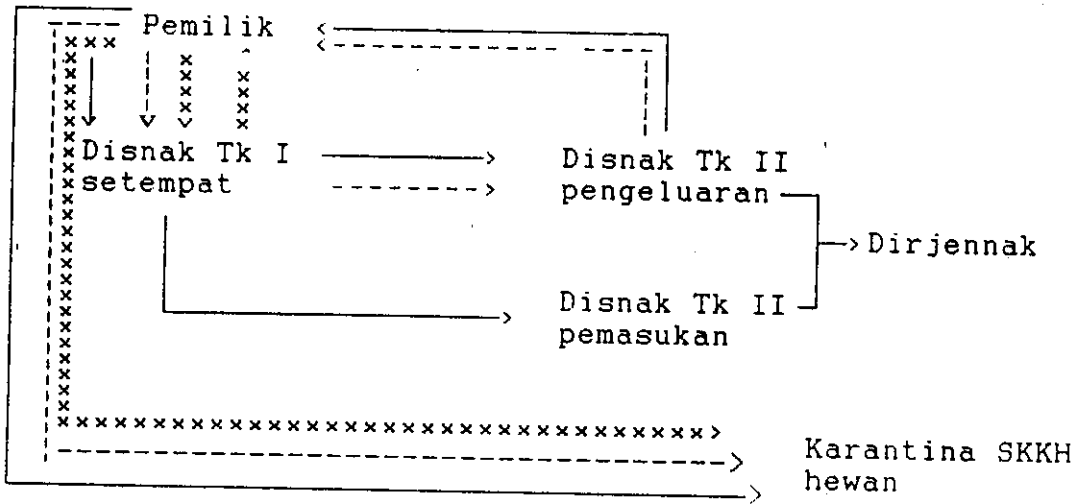 Pemilik
Disnak Tk I
setempat
Disnak Tk II
pengeluaran
Dirjennak
Disnak Tk II
pemasukan
Karantina SKKH
hewan